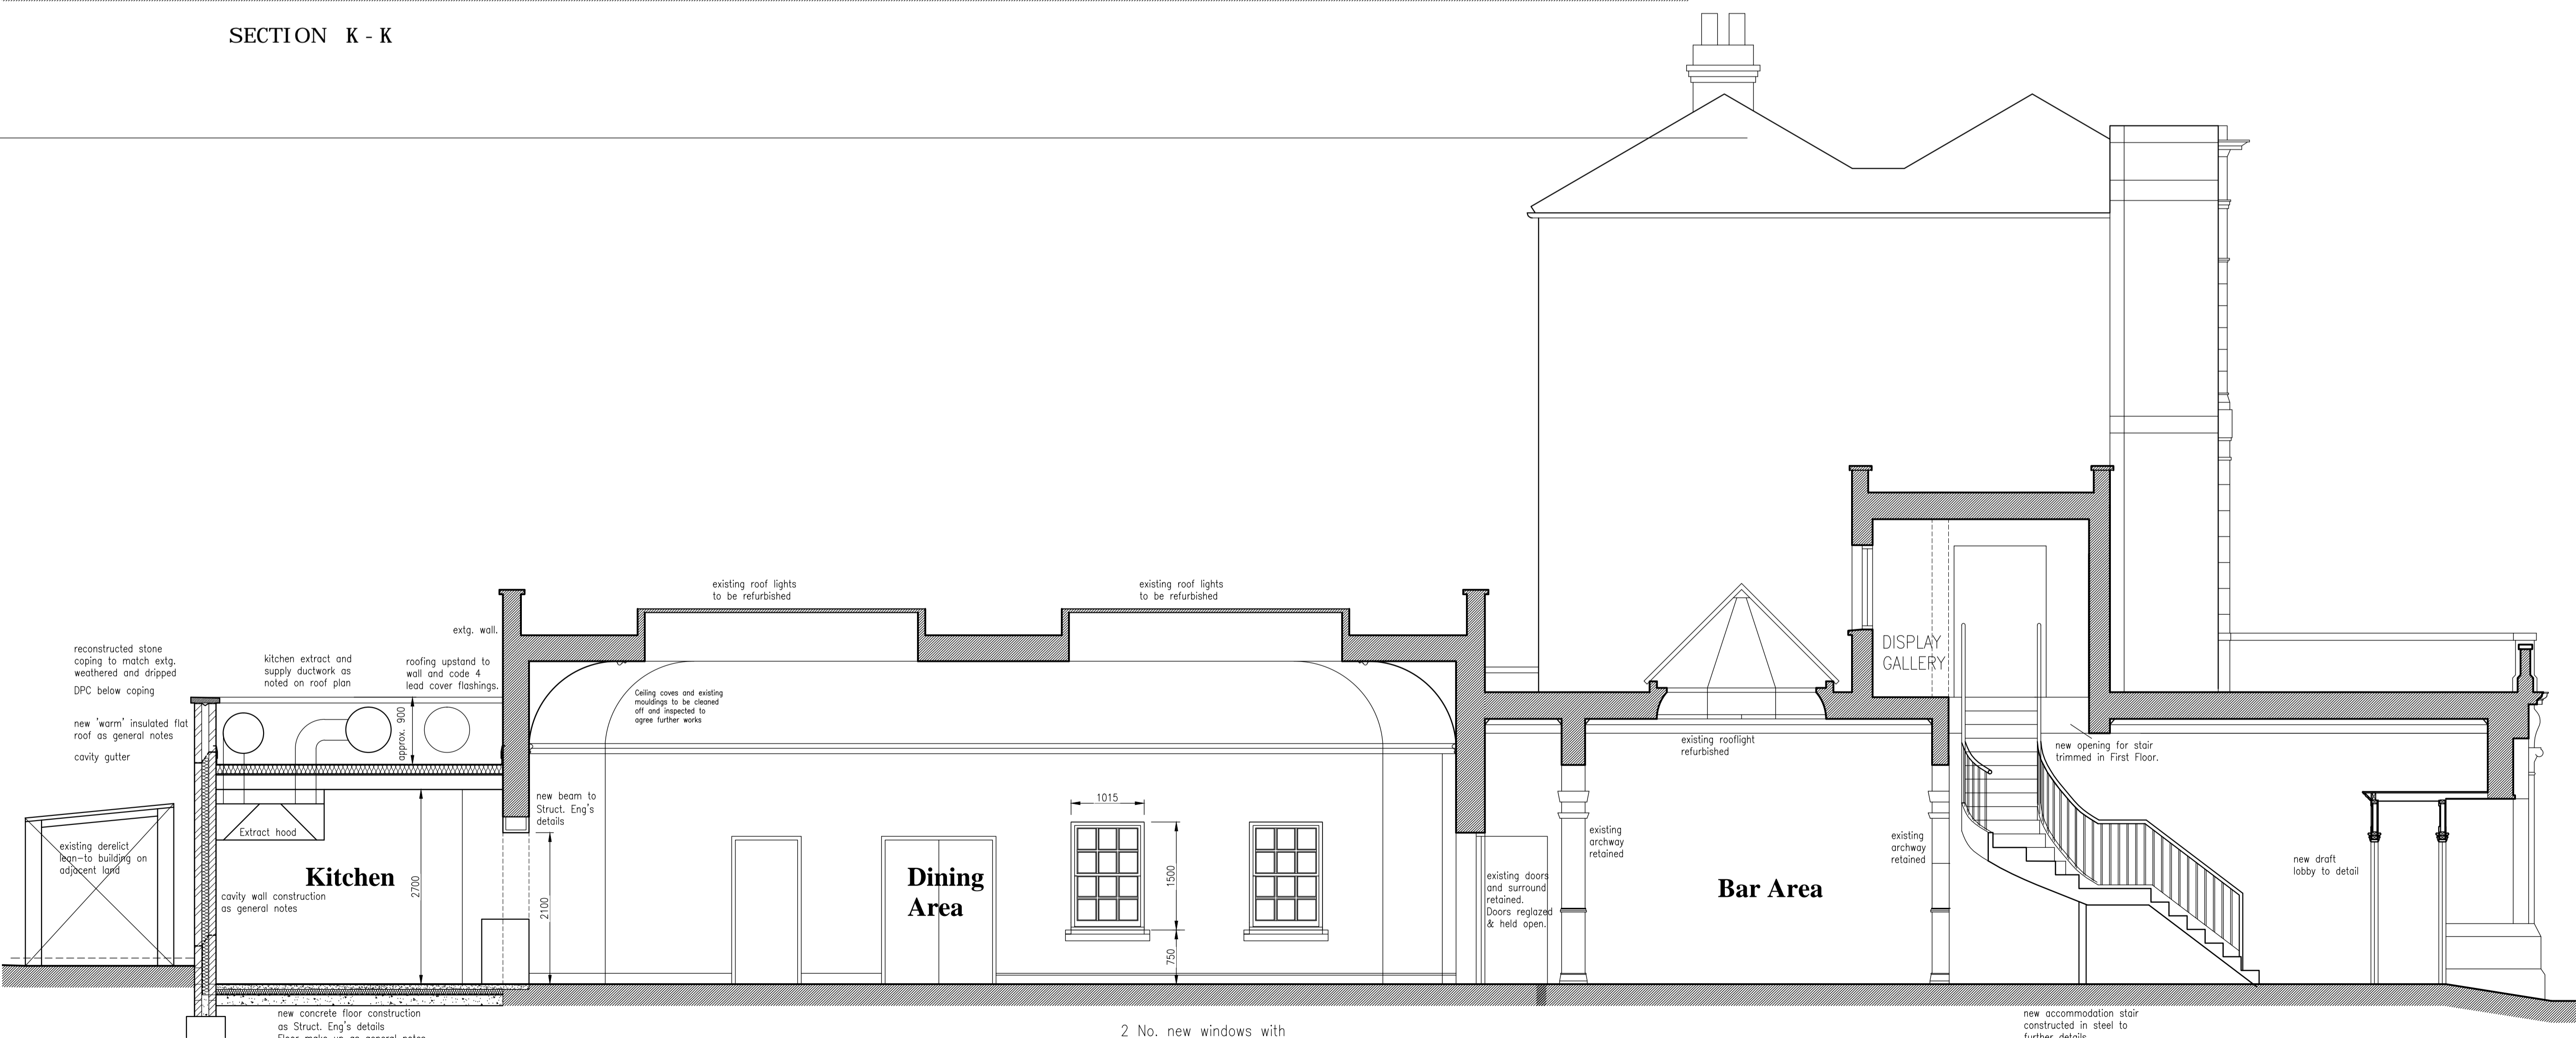 SECTION K - K
existing roof lights
to be refurbished
existing roof lights
to be refurbished
extg. wall.
reconstructed stone
coping to match extg.
weathered and dripped
DPC below coping
new 'warm' insulated flat
roof as general notes
cavity gutter
kitchen extract and
supply ductwork as
noted on roof plan
roofing upstand to
wall and code 4
lead cover flashings.
approx. 900
Ceiling coves and existing
mouldings to be cleaned
off and inspected to
agree further works
DISPLAY
GALLERY
existing rooflight
refurbished
new opening for stair
trimmed in First Floor.
new beam to
Struct. Eng's
details
Extract hood
existing derelict
lean-to building on
adjacent land
Kitchen
cavity wall construction
as general notes
2700
2100
Dining
Area
1015
1500
750
existing doors
and surround
retained.
Doors reglazed
& held open.
existing
archway
retained
Bar Area
existing
archway
retained
new draft
lobby to detail
new concrete floor construction
as Struct. Eng's details
Floor make up as general notes
2 No. new windows with
new accommodation stair
constructed in steel to
further details